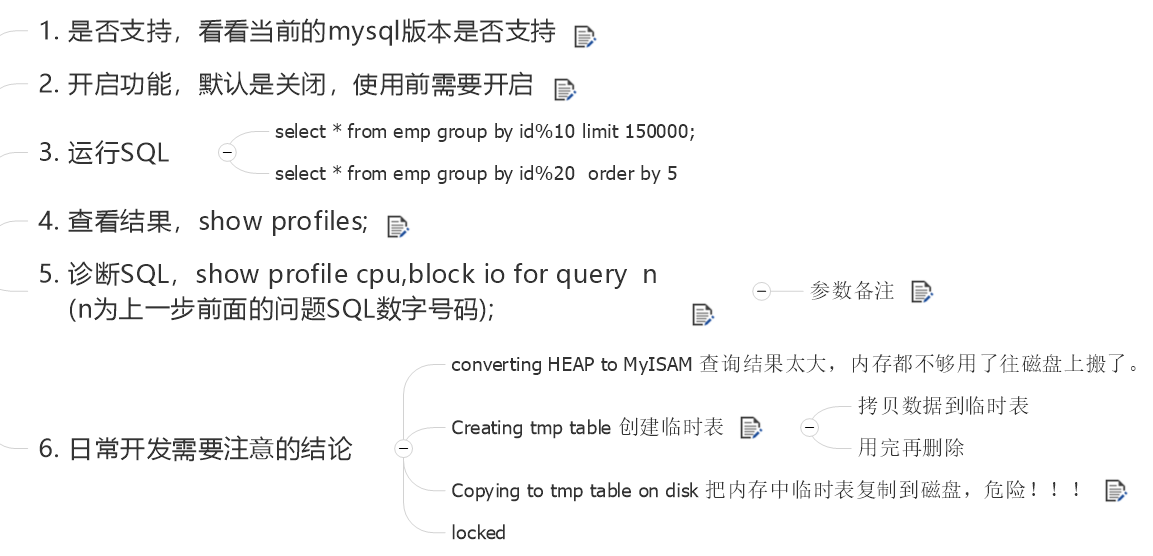 1. 是否支持，看看当前的mysql版本是否支持
2. 开启功能，默认是关闭，使用前需要开启
3. 运行SQL
select * from emp group by id%10 limit 150000;
select * from emp group by id%20  order by 5
4. 查看结果，show profiles;
5. 诊断SQL，show profile cpu,block io for query  n
(n为上一步前面的问题SQL数字号码);
参数备注
6. 日常开发需要注意的结论
converting HEAP to MyISAM 查询结果太大，内存都不够用了往磁盘上搬了。
Creating tmp table 创建临时表
拷贝数据到临时表
用完再删除
Copying to tmp table on disk 把内存中临时表复制到磁盘，危险！！！
locked